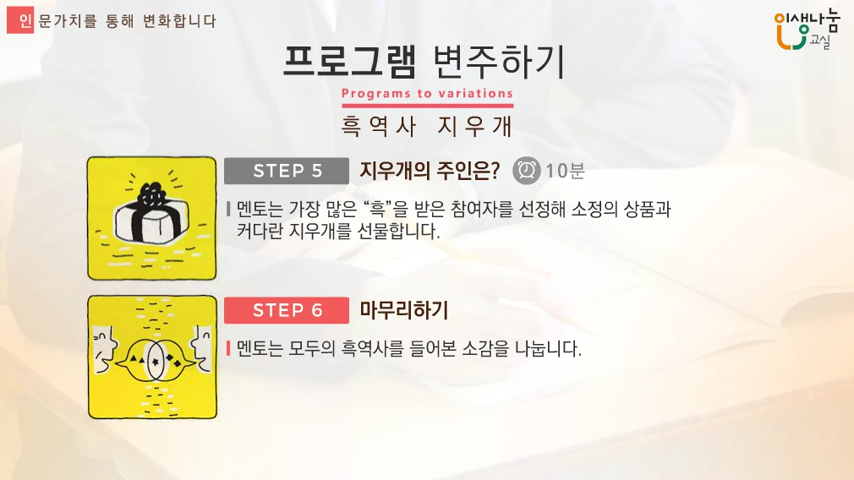 인문가치를 통해 변화합니다
인생나눔
교실
프로그램 변주하기
Programs to variations
흑역사 지우개
STEP 5 지우개의 주인은? 10분
멘토는 가장 많은 “흑”을 받은 참여자를 선정해 소정의 상품과
커다란 지우개를 선물합니다.
STEP 6 마무리하기
멘토는 모두의 흑역사를 들어본 소감을 나눕니다.